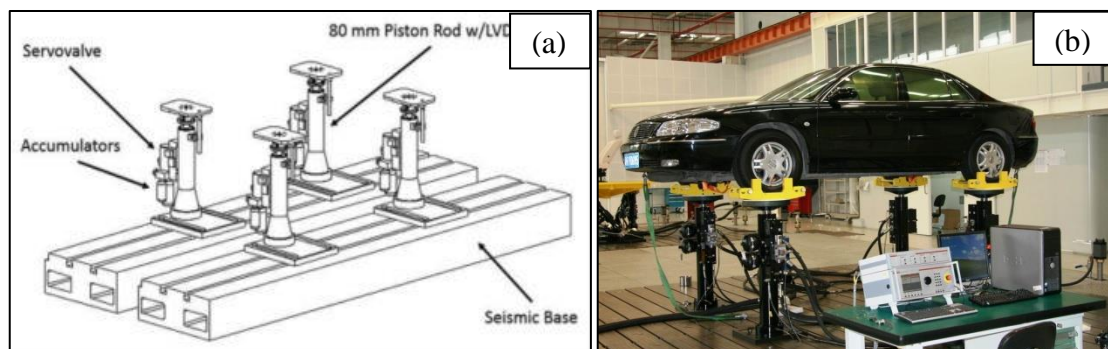 80 mm Piston Rod w/LVD
(a)
(b)
Servovalve
Accumulators
Seismic Base